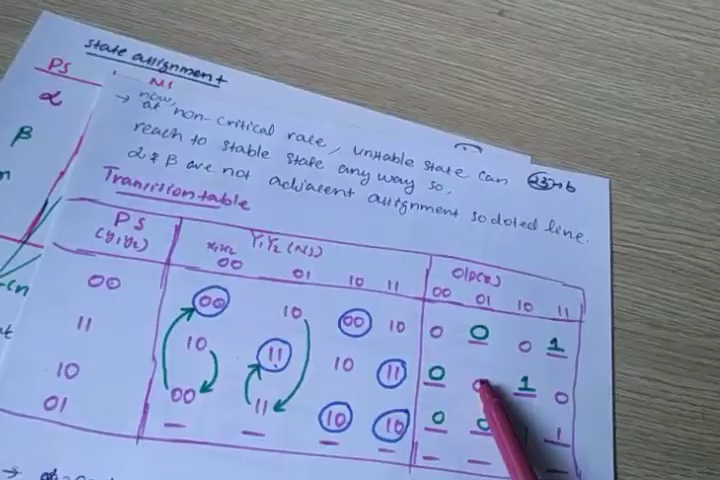 state assignment
PS
NS
α
β
→ now, at non-critical race, unstable state can
reach to stable state any way so,
α & β are not adjacent assignment so doted line.
23→b
Transistion table
PS (y₁y₂) Y₁Y₂ (NS) O/P(z)
x₁x₂
00 01 10 11 00 01 10 11
00 00 10 00 10 0 0 0 1
11 10 11 10 11 0 0 1 0
10 00 11 10 10 0 0 1
01 — — — — — — —